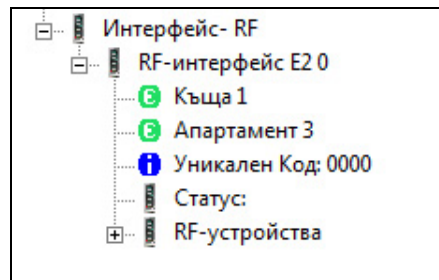 Интерфейс- RF
RF-интерфейс E2 0
Къща 1
Апартамент 3
Уникален Код: 0000
Статус:
RF-устройства